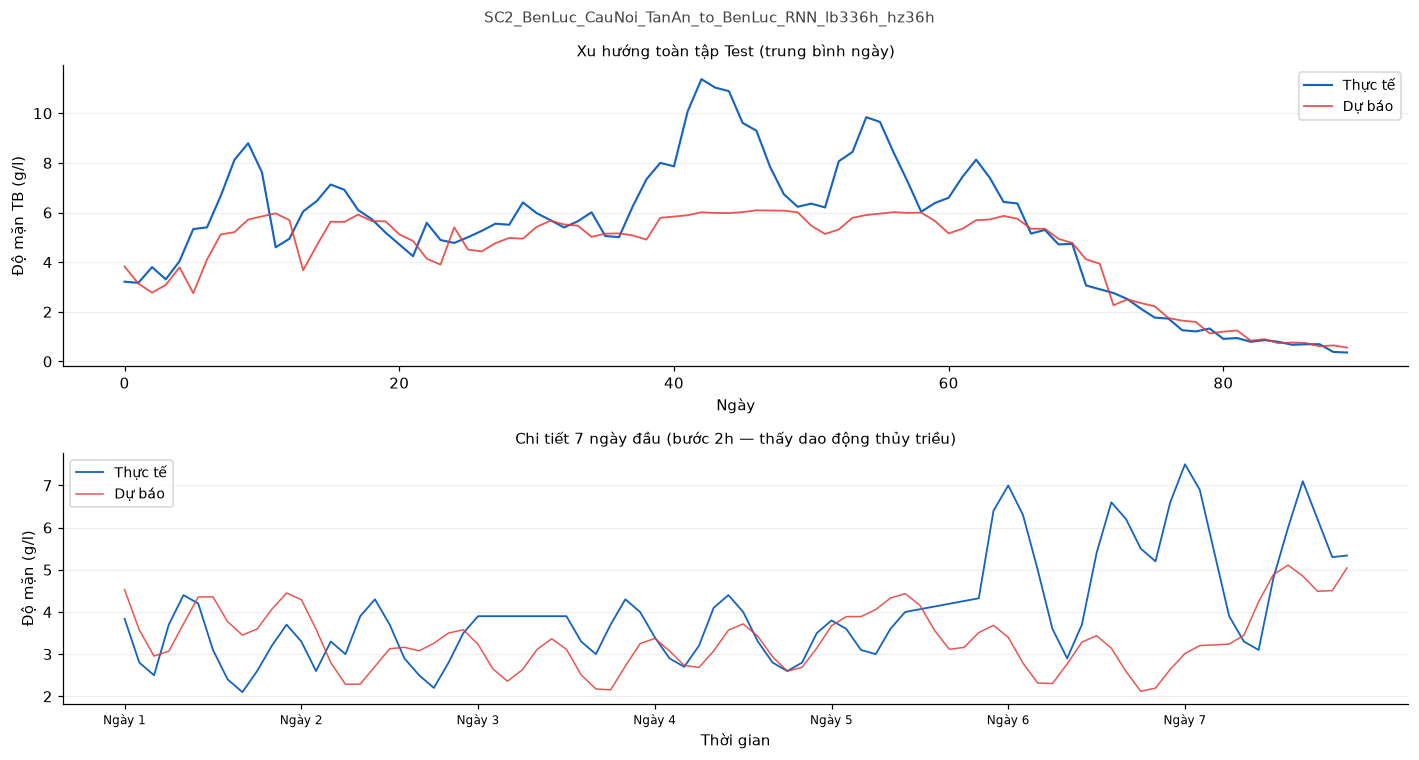 SC2_BenLuc_CauNoi_TanAn_to_BenLuc_RNN_lb336h_hz36h
Xu hướng toàn tập Test (trung bình ngày)
Độ mặn TB (g/l)
10
8
6
4
2
0
Thực tế
Dự báo
0 20 40 60 80
Ngày
Chi tiết 7 ngày đầu (bước 2h — thấy dao động thủy triều)
Độ mặn (g/l)
7
6
5
4
3
2
Thực tế
Dự báo
Ngày 1 Ngày 2 Ngày 3 Ngày 4 Ngày 5 Ngày 6 Ngày 7
Thời gian